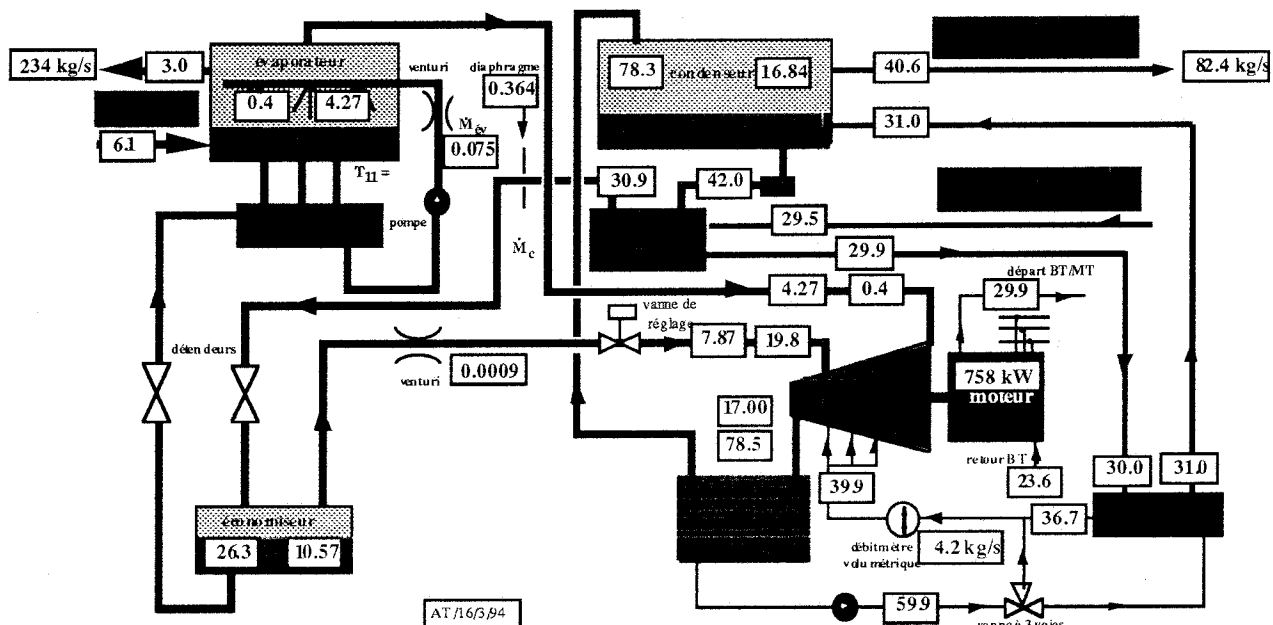 234 kg/s
3.0
évaporateur
venturi
diaphragme
0.364
0.4
4.27
Ṁév
0.075
6.1
T11 =
pompe
Ṁc
78.3
condenseur
16.84
40.6
82.4 kg/s
31.0
30.9
42.0
29.5
29.9
départ BT/MT
29.9
4.27
0.4
vanne de
réglage
7.87
19.8
détendeurs
venturi
0.0009
758 kW
moteur
17.00
78.5
retour BT
23.6
30.0
31.0
39.9
36.7
économiseur
26.3
10.57
débitmètre
volumétrique
4.2 kg/s
59.9
vanne à 3 voies
AT/16/3/94